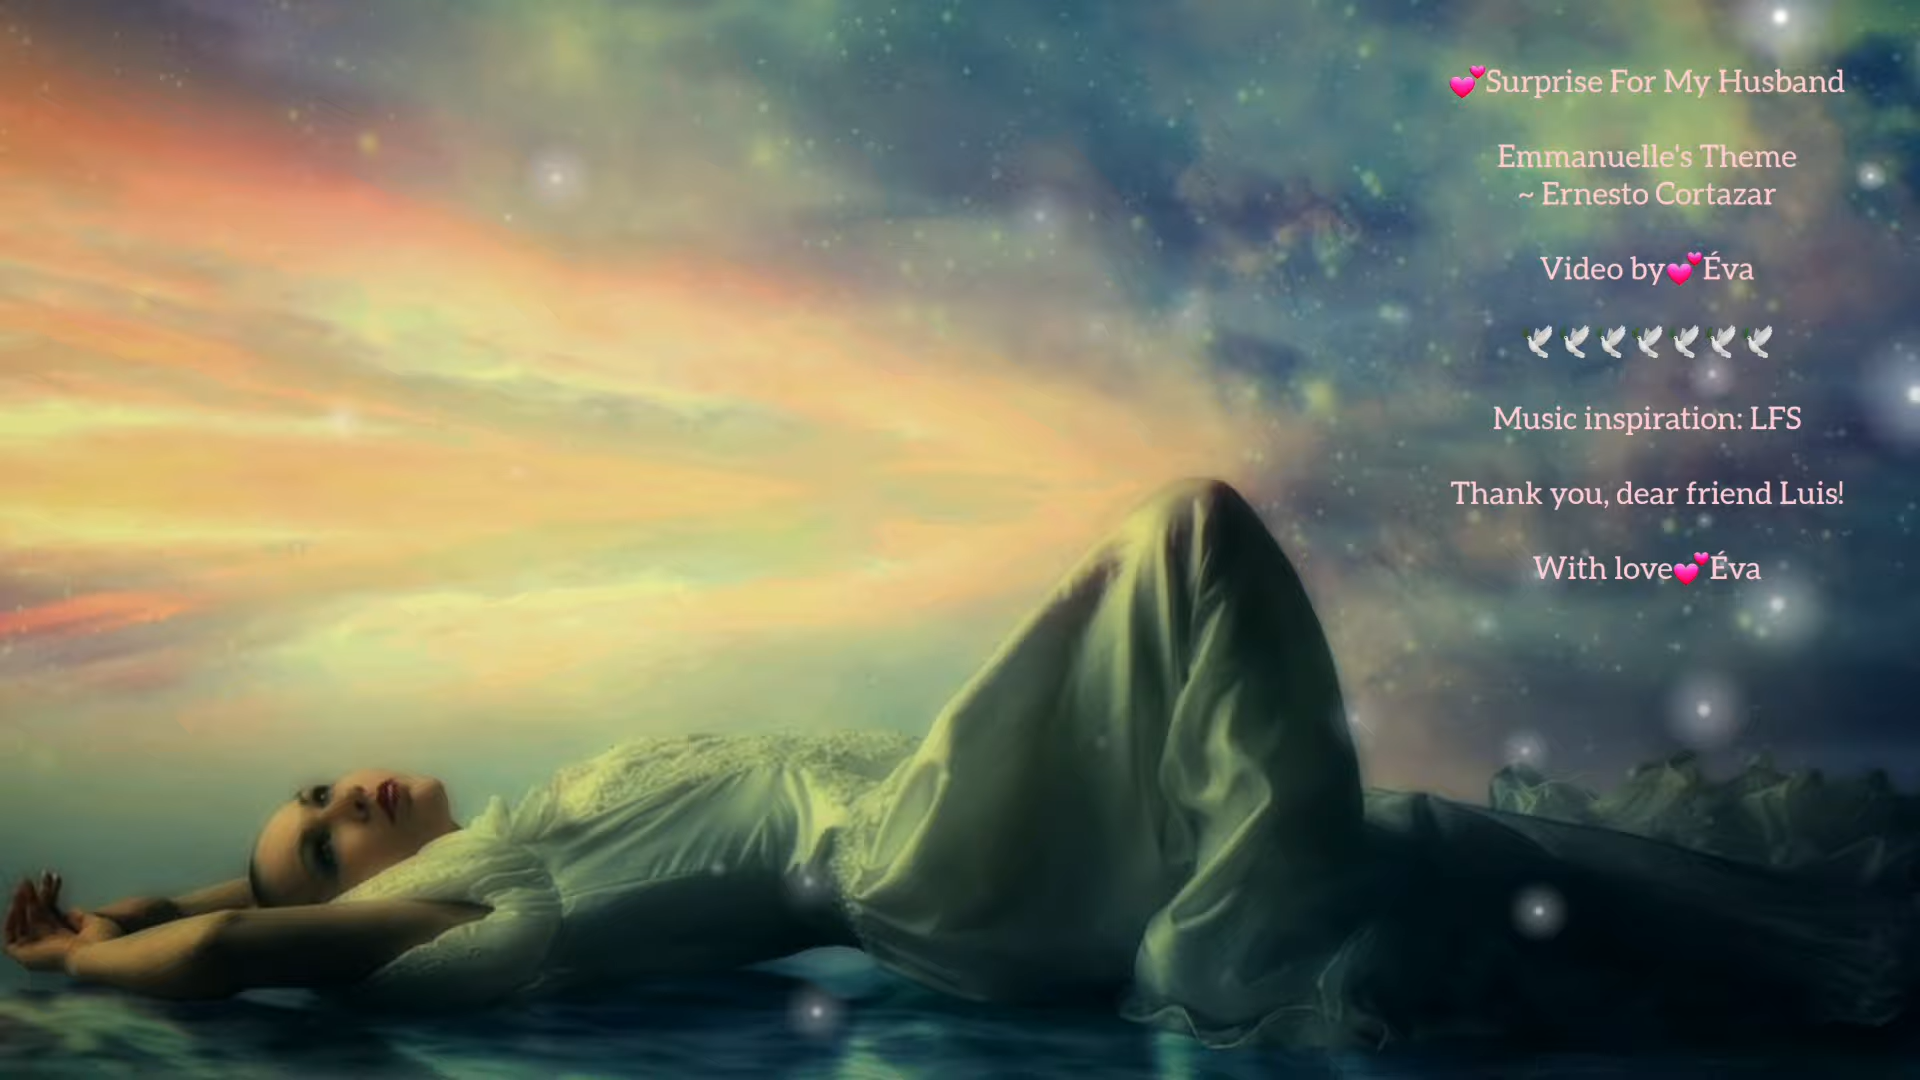 💕Surprise For My Husband
Emmanuelle's Theme
~ Ernesto Cortazar
Video by💕Éva
🕊🕊🕊🕊🕊🕊🕊
Music inspiration: LFS
Thank you, dear friend Luis!
With love💕Éva